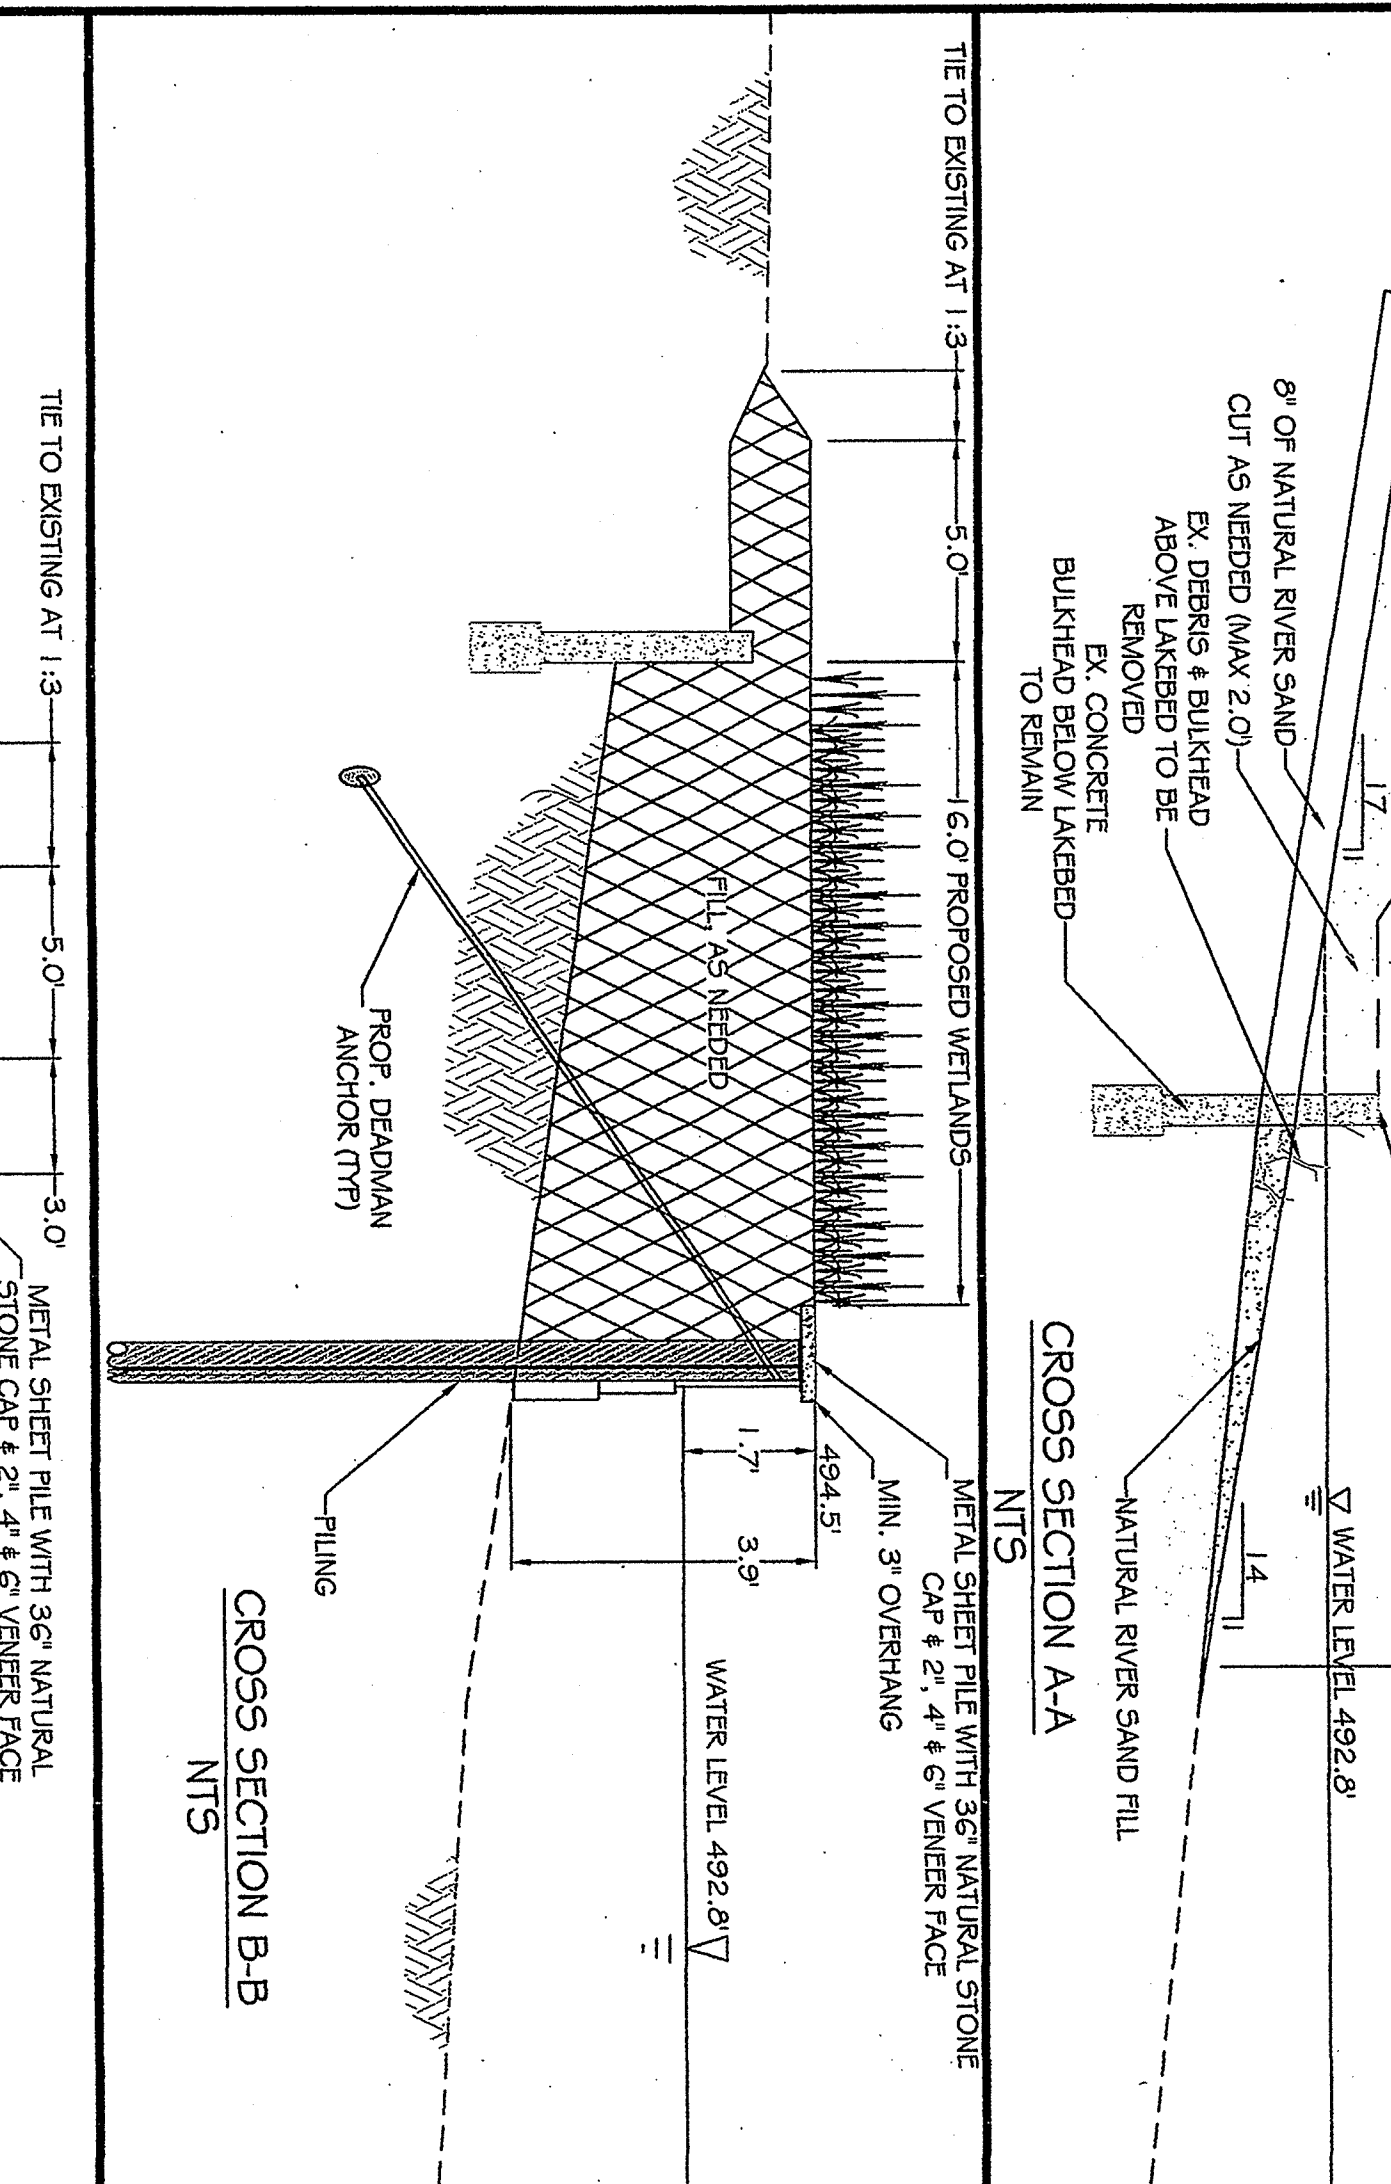 17
1
8" OF NATURAL RIVER SAND
CUT AS NEEDED (MAX 2.0')
EX. DEBRIS & BULKHEAD
ABOVE LAKEBED TO BE
REMOVED
EX. CONCRETE
BULKHEAD BELOW LAKEBED
TO REMAIN
WATER LEVEL 492.8'
14
1
NATURAL RIVER SAND FILL
CROSS SECTION A-A
NTS
TIE TO EXISTING AT 1:3
5.0'
16.0' PROPOSED WETLANDS
METAL SHEET PILE WITH 36" NATURAL STONE
CAP & 2", 4" & 6" VENEER FACE
MIN. 3" OVERHANG
494.5'
1.7'
3.9'
WATER LEVEL 492.8'
FILL, AS NEEDED
PROP. DEADMAN
ANCHOR (TYP)
PILING
CROSS SECTION B-B
NTS
TIE TO EXISTING AT 1:3
5.0'
3.0'
METAL SHEET PILE WITH 36" NATURAL
STONE CAP & 2", 4" & 6" VENEER FACE